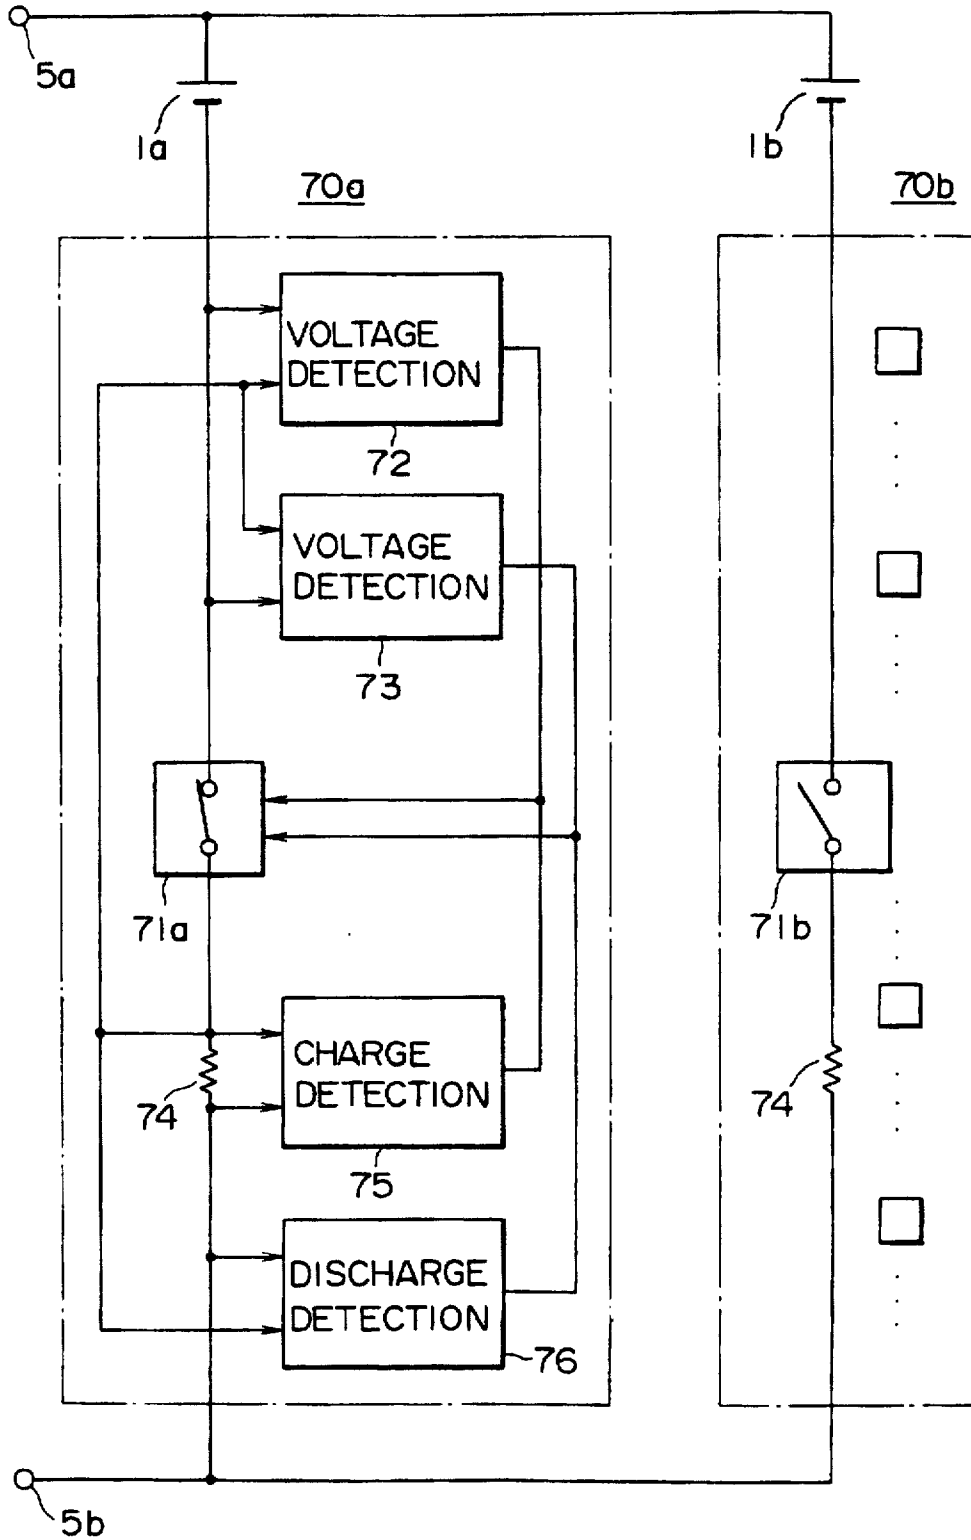 5a
1a
1b
70a
70b
VOLTAGE
DETECTION
72
VOLTAGE
DETECTION
73
71a
71b
CHARGE
DETECTION
74
74
75
DISCHARGE
DETECTION
76
5b